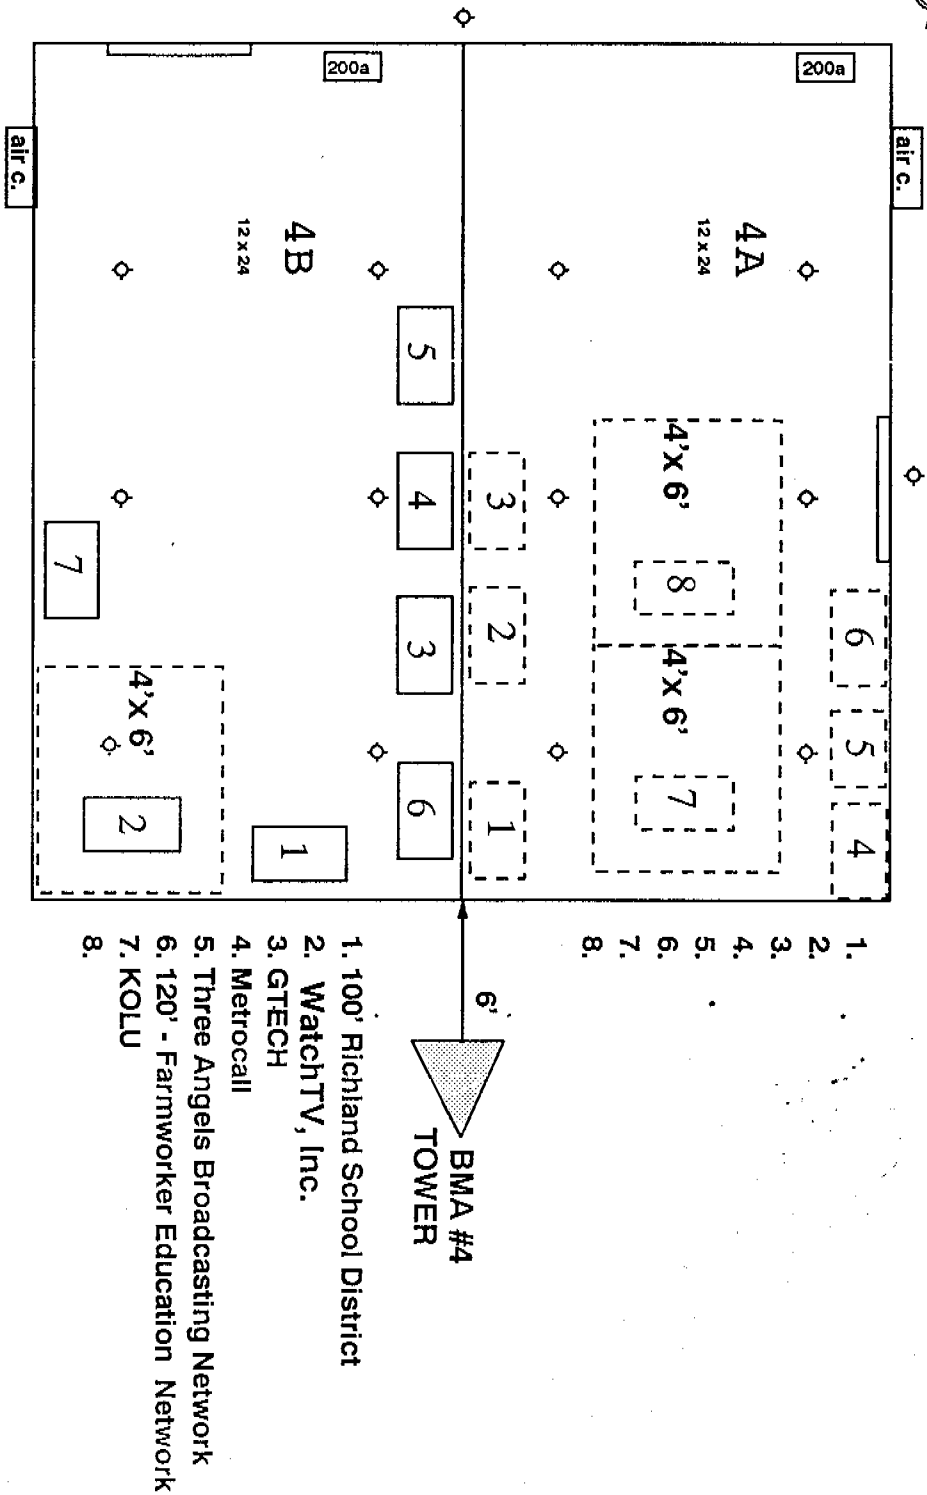 200a
200a
air c.
air c.
4A
12 x 24
4B
12 x 24
4'x 6'
8
4'x 6'
7
6
5
4
3
2
1
5
4
3
6
7
4'x 6'
2
1
1.
2.
3.
4.
5.
6.
7.
8.
6'
BMA #4
TOWER
1. 100' Richland School District
2. WatchTV, Inc.
3. GTECH
4. Metrocall
5. Three Angels Broadcasting Network
6. 120' - Farmworker Education Network
7. KOLU
8.